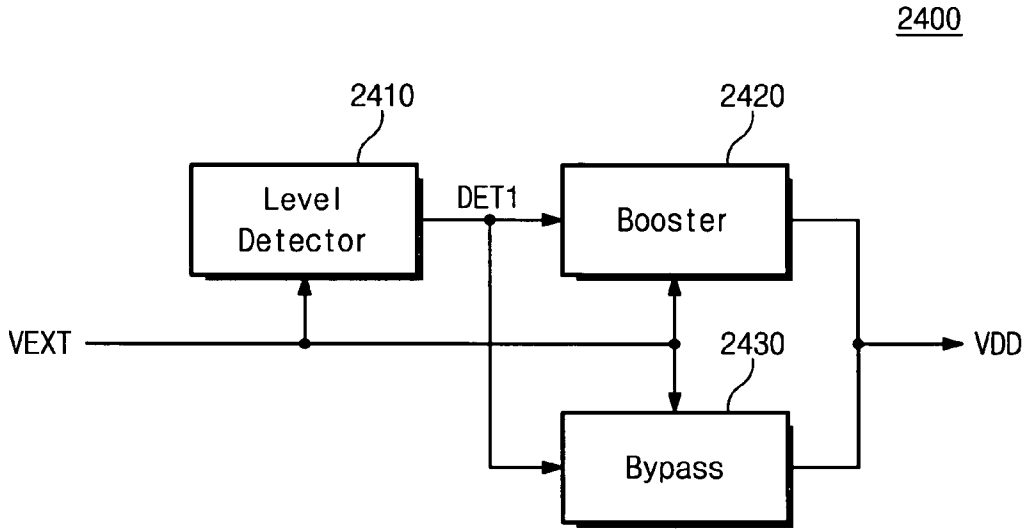 2400
2410
2420
Level
Detector
DET1
Booster
VEXT
2430
VDD
Bypass